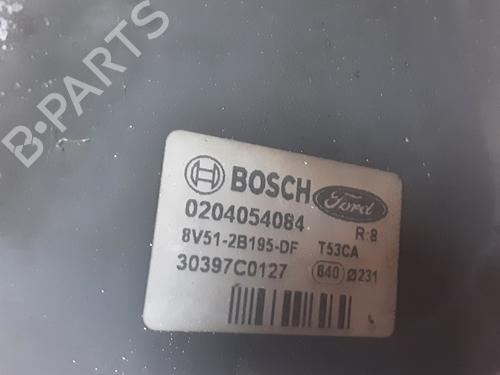 B-PARTS
BOSCH Ford
0204054084 R:8
8V51-2B195-DF T53CA
30397C0127 840 Ø231